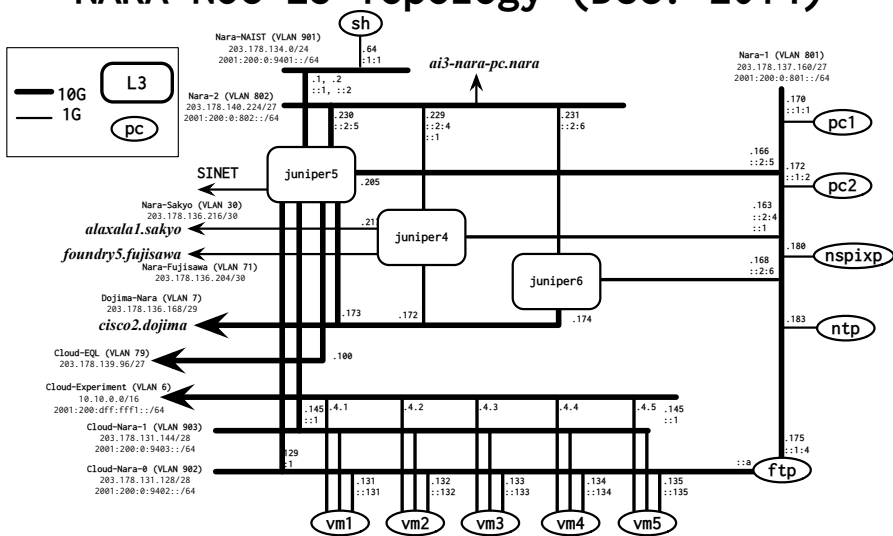 NARA NOC L3 Topology (Dec. 2014)
sh
Nara-NAIST (VLAN 901)
203.178.134.0/24
2001:200:0:9401::/64
.64
::1:1
.1, .2
::1, ::2
ai3-nara-pc.nara
Nara-1 (VLAN 801)
203.178.137.160/27
2001:200:0:801::/64
L3
10G
1G
pc
Nara-2 (VLAN 802)
203.178.140.224/27
2001:200:0:802::/64
.230
::2:5
.229
::2:4
::1
.231
::2:6
.170
::1:1
pc1
.166
::2:5
.172
::1:2
pc2
juniper5
.205
SINET
Nara-Sakyo (VLAN 30)
203.178.136.216/30
alaxala1.sakyo
.217
juniper4
.163
::2:4
::1
foundry5.fujisawa
Nara-Fujisawa (VLAN 71)
203.178.136.204/30
.180
nspixp
juniper6
.168
::2:6
Dojima-Nara (VLAN 7)
203.178.136.168/29
cisco2.dojima
.173
.172
.174
.183
ntp
Cloud-EQL (VLAN 79)
203.178.139.96/27
.100
Cloud-Experiment (VLAN 6)
10.10.0.0/16
2001:200:dff:fff1::/64
.145
::1
.4.1
.4.2
.4.3
.4.4
.4.5
.145
::1
Cloud-Nara-1 (VLAN 903)
203.178.131.144/28
2001:200:0:9403::/64
.129
::1
Cloud-Nara-0 (VLAN 902)
203.178.131.128/28
2001:200:0:9402::/64
.131
::131
.132
::132
.133
::133
.134
::134
.135
::135
::a
.175
::1:4
ftp
vm1
vm2
vm3
vm4
vm5